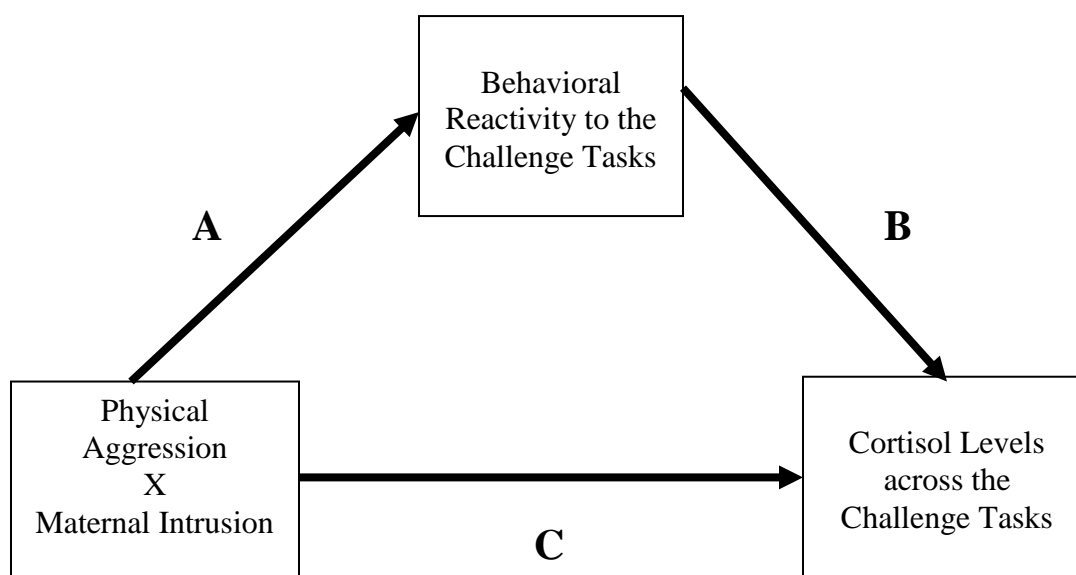 Behavioral
Reactivity to the
Challenge Tasks
A
B
Physical
Aggression
X
Maternal Intrusion
Cortisol Levels
across the
Challenge Tasks
C